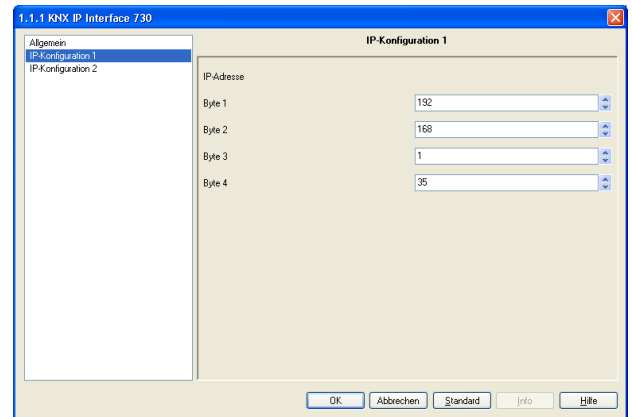 1.1.1 KNX IP Interface 730
Allgemein
IP-Konfiguration 1
IP-Konfiguration 2
IP-Konfiguration 1
IP-Adresse
Byte 1 192
Byte 2 168
Byte 3 1
Byte 4 35
OK Abbrechen Standard Info Hilfe